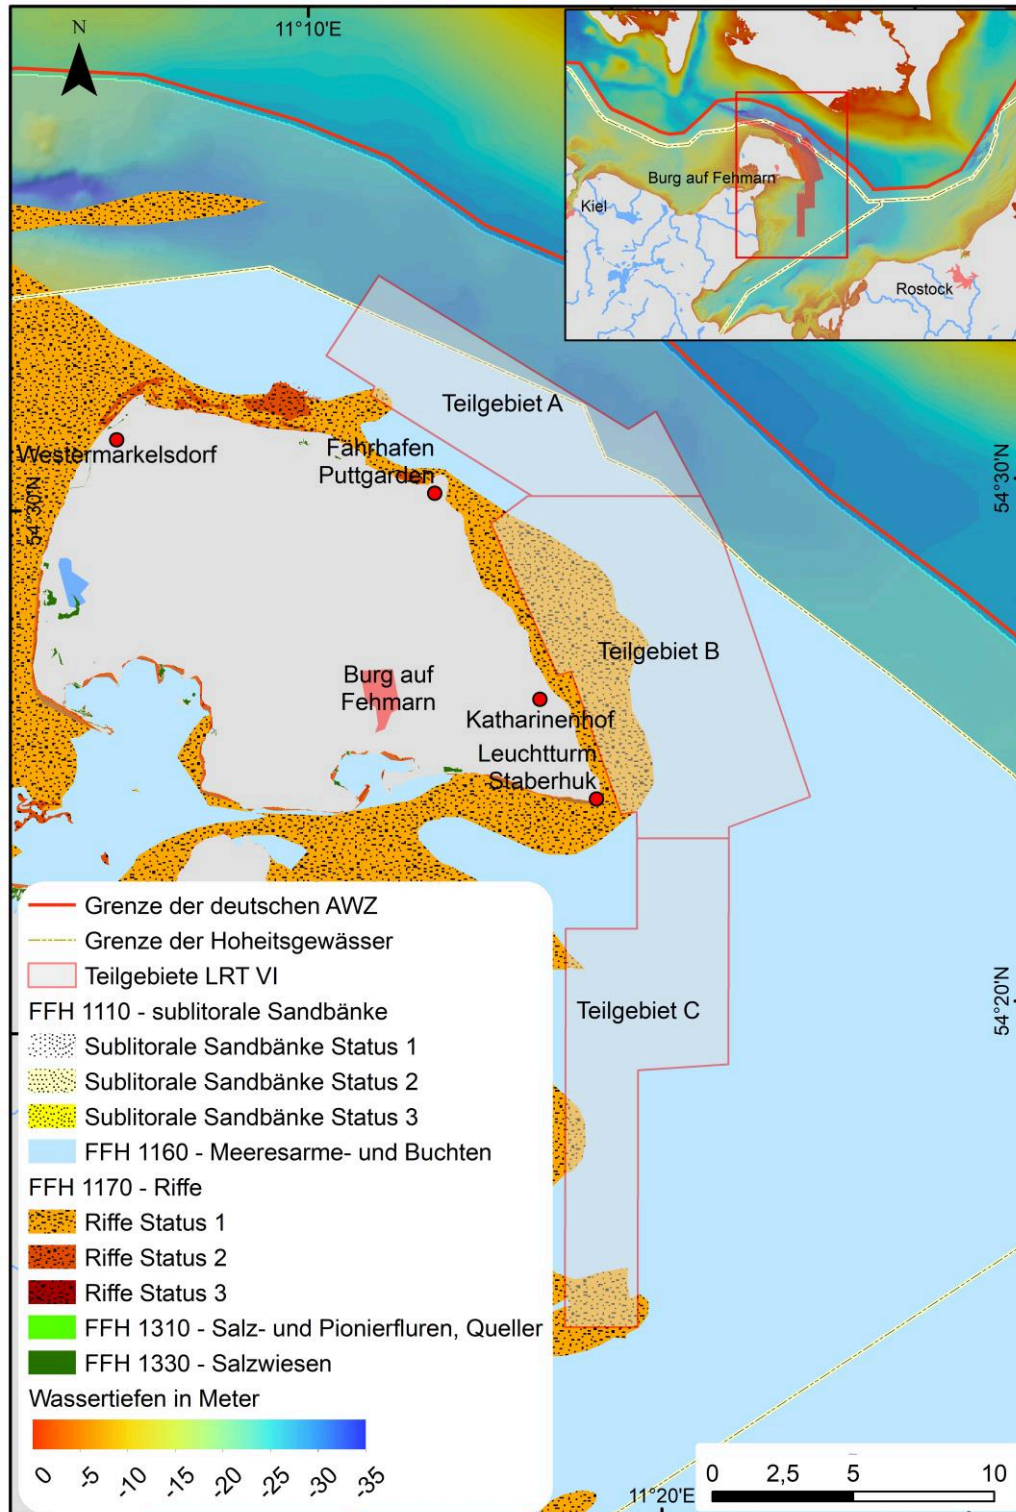 N
11°10'E
Burg auf Fehmarn
Kiel
Rostock
Teilgebiet A
Westermarkelsdorf
Fährhafen
Puttgarden
54°30'N
54°30'N
Teilgebiet B
Burg auf
Fehmarn
Katharinenhof
Leuchtturm
Staberhuk
Grenze der deutschen AWZ
Grenze der Hoheitsgewässer
Teilgebiete LRT VI
FFH 1110 - sublitorale Sandbänke
Sublitorale Sandbänke Status 1
Sublitorale Sandbänke Status 2
Sublitorale Sandbänke Status 3
FFH 1160 - Meeresarme- und Buchten
FFH 1170 - Riffe
Riffe Status 1
Riffe Status 2
Riffe Status 3
FFH 1310 - Salz- und Pionierfluren, Queller
FFH 1330 - Salzwiesen
Wassertiefen in Meter
0 -5 -10 -15 -20 -25 -30 -35
Teilgebiet C
54°20'N
0 2,5 5 10
11°20'E